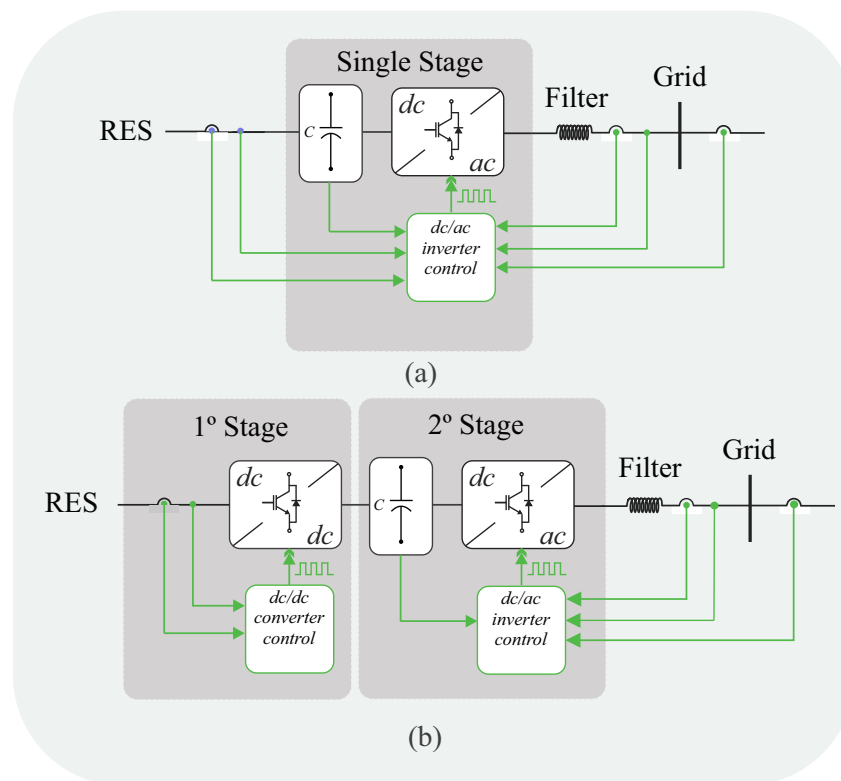 Single Stage
RES
C
dc
ac
Filter
Grid
dc/ac
inverter
control
(a)
1º Stage
2º Stage
RES
dc
dc
C
dc
ac
Filter
Grid
dc/dc
converter
control
dc/ac
inverter
control
(b)